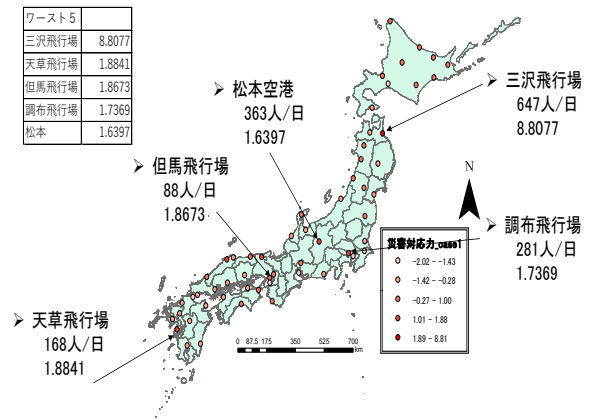 ワースト５
三沢飛行場 8.8077
天草飛行場 1.8841
但馬飛行場 1.8673
調布飛行場 1.7369
松本 1.6397
松本空港
363人/日
1.6397
三沢飛行場
647人/日
8.8077
但馬飛行場
88人/日
1.8673
N
調布飛行場
281人/日
1.7369
災害対応力_case1
-2.02 - -1.43
-1.42 - -0.28
-0.27 - 1.00
1.01 - 1.88
1.89 - 8.81
天草飛行場
168人/日
1.8841
0 87.5 175 350 525 700
km